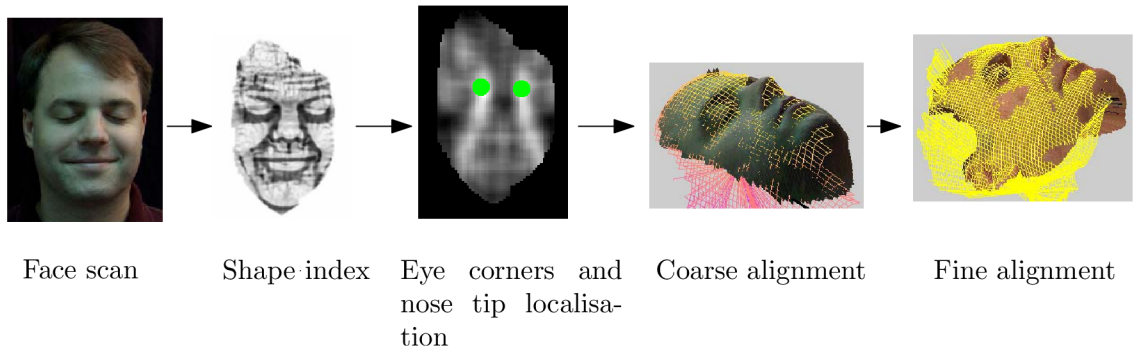 Face scan
Shape index
Eye corners and
nose tip localisa-
tion
Coarse alignment
Fine alignment